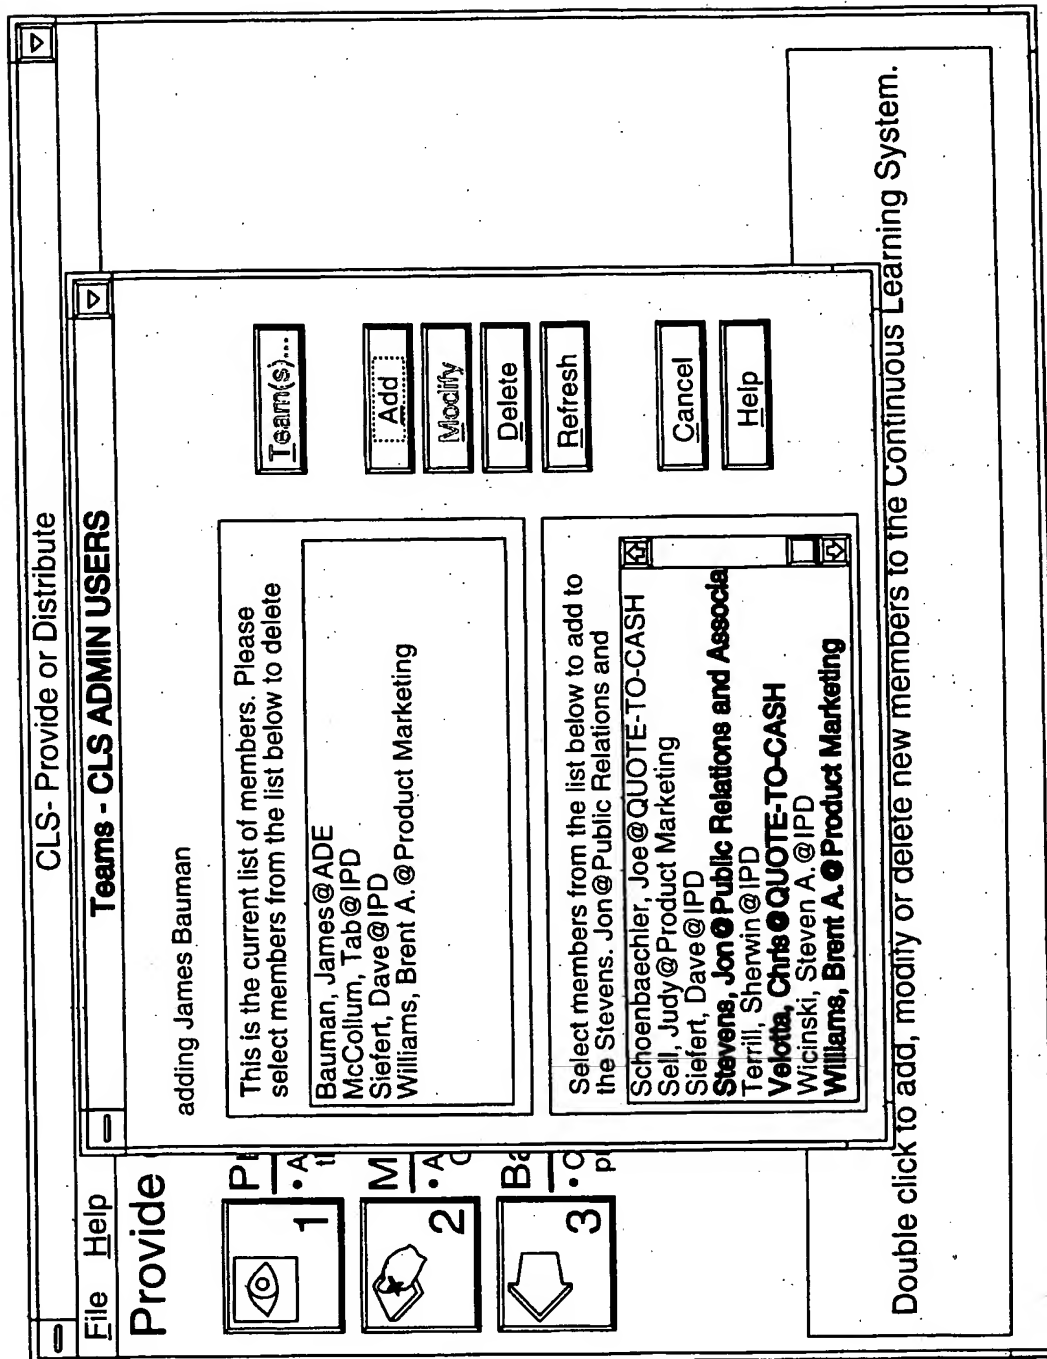 CLS- Provide or Distribute
Teams - CLS ADMIN USERS
File Help
Provide
adding James Bauman
This is the current list of members. Please
select members from the list below to delete
Bauman, James@ADE
McCollum, Tab@IPD
Siefert, Dave@IPD
Williams, Brent A.@Product Marketing
Select members from the list below to add to
the Stevens. Jon@Public Relations and
Schoenbaechler, Joe@QUOTE-TO-CASH
Sell, Judy@Product Marketing
Siefert, Dave@IPD
Stevens, Jon@Public Relations and Associa
Terrill, Sherwin@IPD
Velotta, Chris@QUOTE-TO-CASH
Wicinski, Steven A.@IPD
Williams, Brent A.@Product Marketing
Team(s)...
Add
Modify
Delete
Refresh
Cancel
Help
1
• A
2
M
• A
3
Ba
Double click to add, modify or delete new members to the Continuous Learning System.